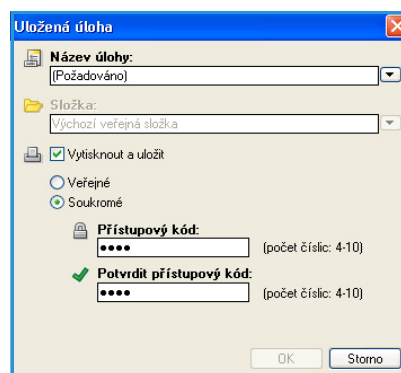 Uložená úloha
Název úlohy:
(Požadováno)
Složka:
Výchozí veřejná složka
Vytisknout a uložit
Veřejné
Soukromé
Přístupový kód:
•••• (počet číslic: 4-10)
Potvrdit přístupový kód:
•••• (počet číslic: 4-10)
OK Storno